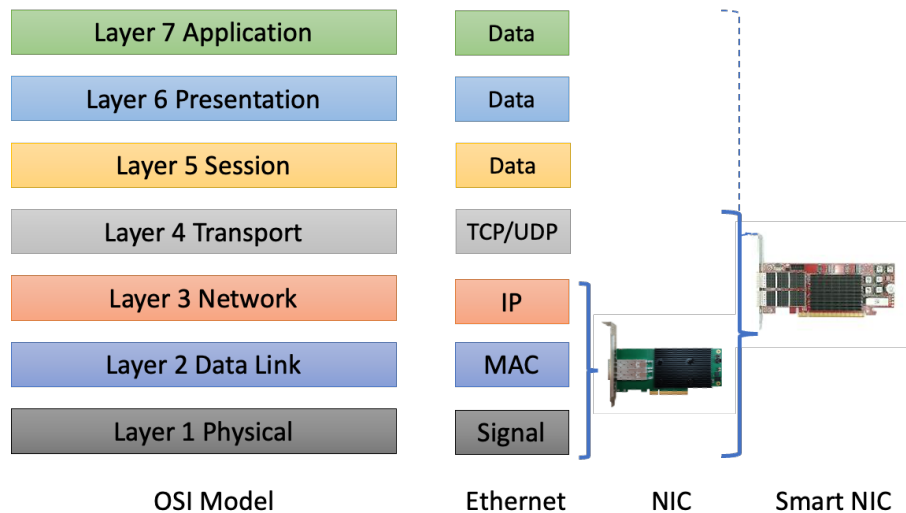 Layer 7 Application
Data
Layer 6 Presentation
Data
Layer 5 Session
Data
Layer 4 Transport
TCP/UDP
Layer 3 Network
IP
Layer 2 Data Link
MAC
Layer 1 Physical
Signal
OSI Model
Ethernet
NIC
Smart NIC